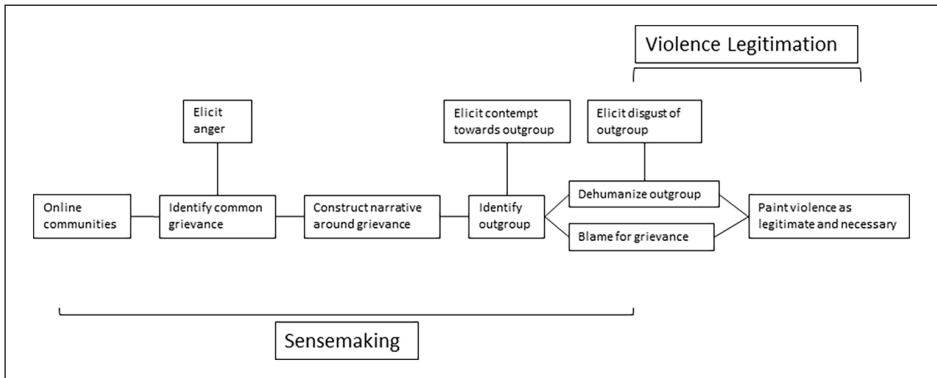 Violence Legitimation
Elicit
anger
Elicit contempt
towards outgroup
Elicit disgust of
outgroup
Online
communities
Identify common
grievance
Construct narrative
around grievance
Identify
outgroup
Dehumanize outgroup
Blame for grievance
Paint violence as
legitimate and necessary
Sensemaking